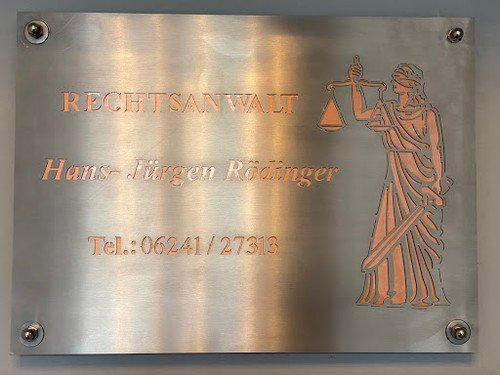 RECHTSANWALT
Hans- Jürgen Rödinger
Tel.: 06241 / 27313